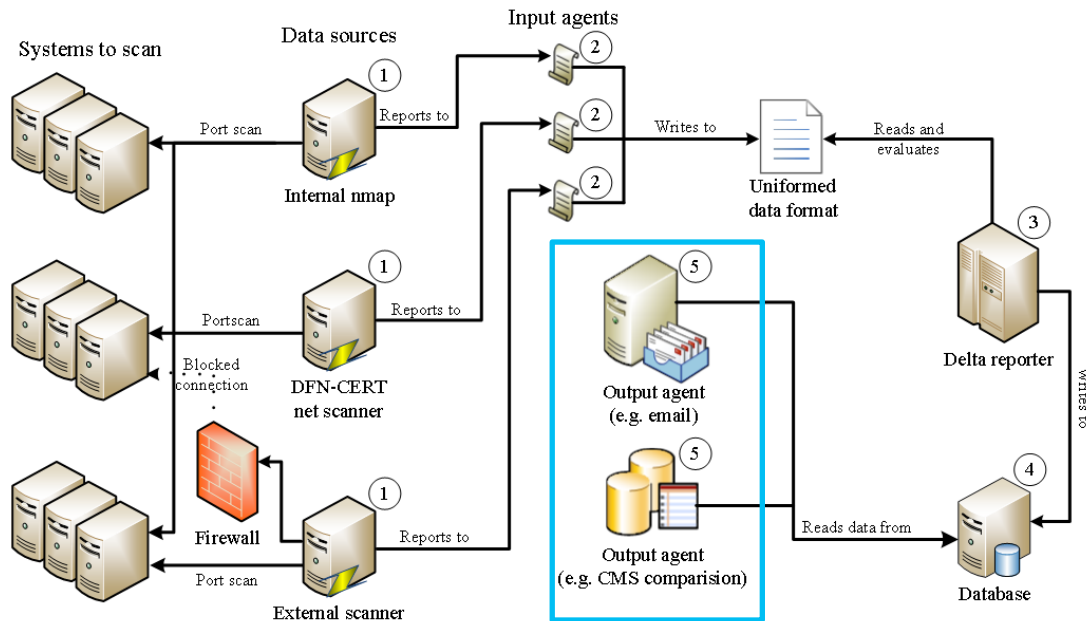 Input agents
Systems to scan
Data sources
1
2
Port scan
Reports to
2
Writes to
Reads and
evaluates
Internal nmap
2
Uniformed
data format
3
1
5
Portscan
Reports to
Blocked
connection
Delta reporter
DFN-CERT
net scanner
Output agent
(e.g. email)
Writes to
5
1
4
Firewall
Reports to
Reads data from
Port scan
Output agent
(e.g. CMS comparision)
Database
External scanner